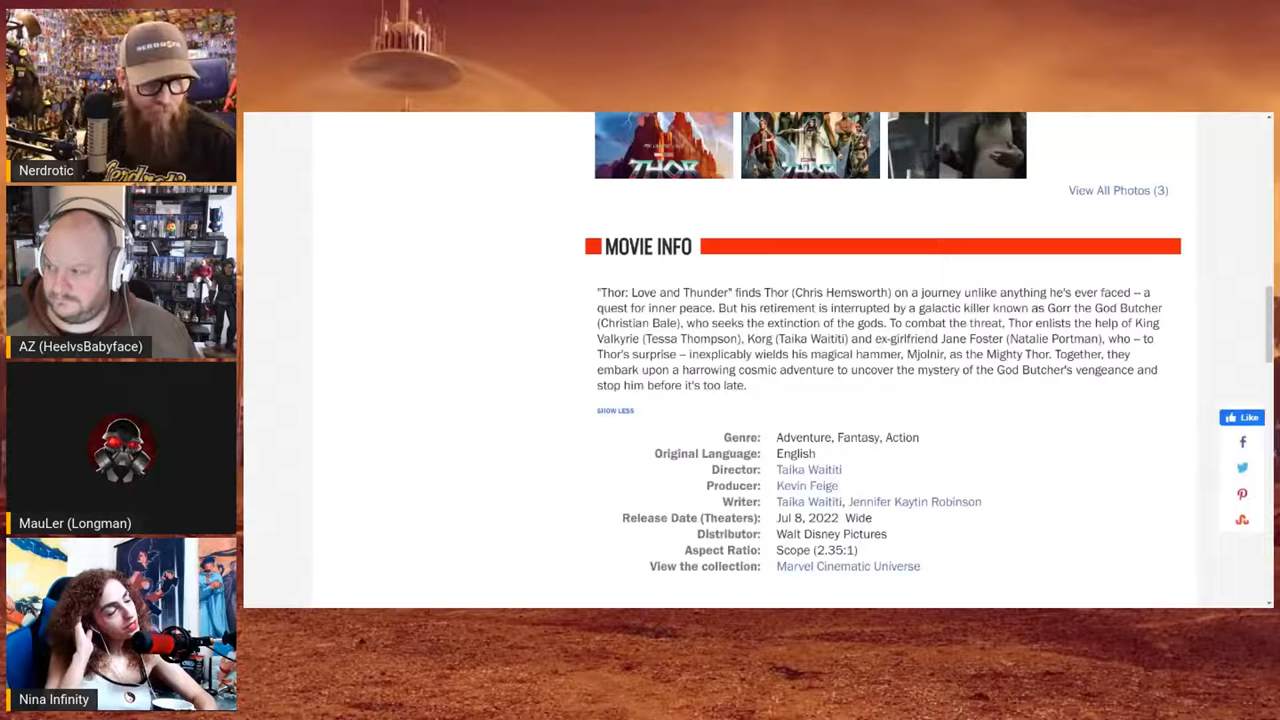 NERDROTIC
Nerdrotic
AZ (HeelvsBabyface)
MauLer (Longman)
Nina Infinity
THOR
THOR
View All Photos (3)
MOVIE INFO
"Thor: Love and Thunder" finds Thor (Chris Hemsworth) on a journey unlike anything he's ever faced -- a
quest for inner peace. But his retirement is interrupted by a galactic killer known as Gorr the God Butcher
(Christian Bale), who seeks the extinction of the gods. To combat the threat, Thor enlists the help of King
Valkyrie (Tessa Thompson), Korg (Taika Waititi) and ex-girlfriend Jane Foster (Natalie Portman), who -- to
Thor's surprise -- inexplicably wields his magical hammer, Mjolnir, as the Mighty Thor. Together, they
embark upon a harrowing cosmic adventure to uncover the mystery of the God Butcher's vengeance and
stop him before it's too late.
SHOW LESS
Genre: Adventure, Fantasy, Action
Original Language: English
Director: Taika Waititi
Producer: Kevin Feige
Writer: Taika Waititi, Jennifer Kaytin Robinson
Release Date (Theaters): Jul 8, 2022 Wide
Distributor: Walt Disney Pictures
Aspect Ratio: Scope (2.35:1)
View the collection: Marvel Cinematic Universe
Like